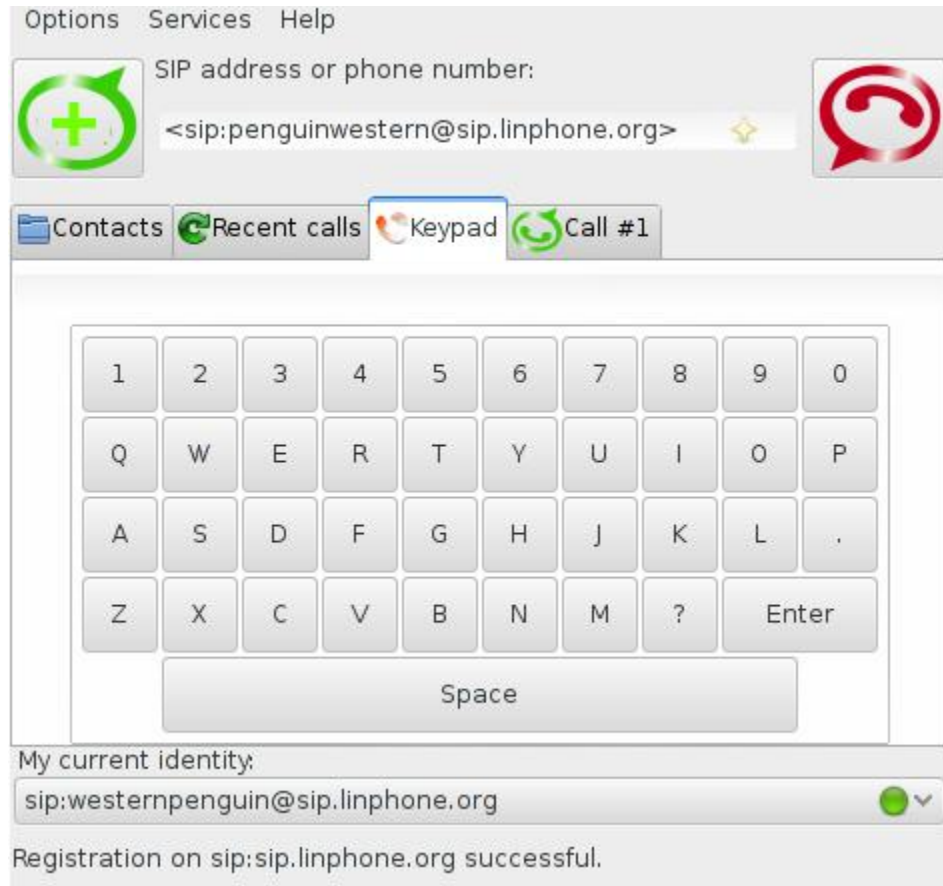 Options Services Help
SIP address or phone number:
<sip:penguinwestern@sip.linphone.org>
Contacts Recent calls Keypad Call #1
1 2 3 4 5 6 7 8 9 0
Q W E R T Y U I O P
A S D F G H J K L .
Z X C V B N M ? Enter
Space
My current identity:
sip:westernpenguin@sip.linphone.org
Registration on sip:sip.linphone.org successful.